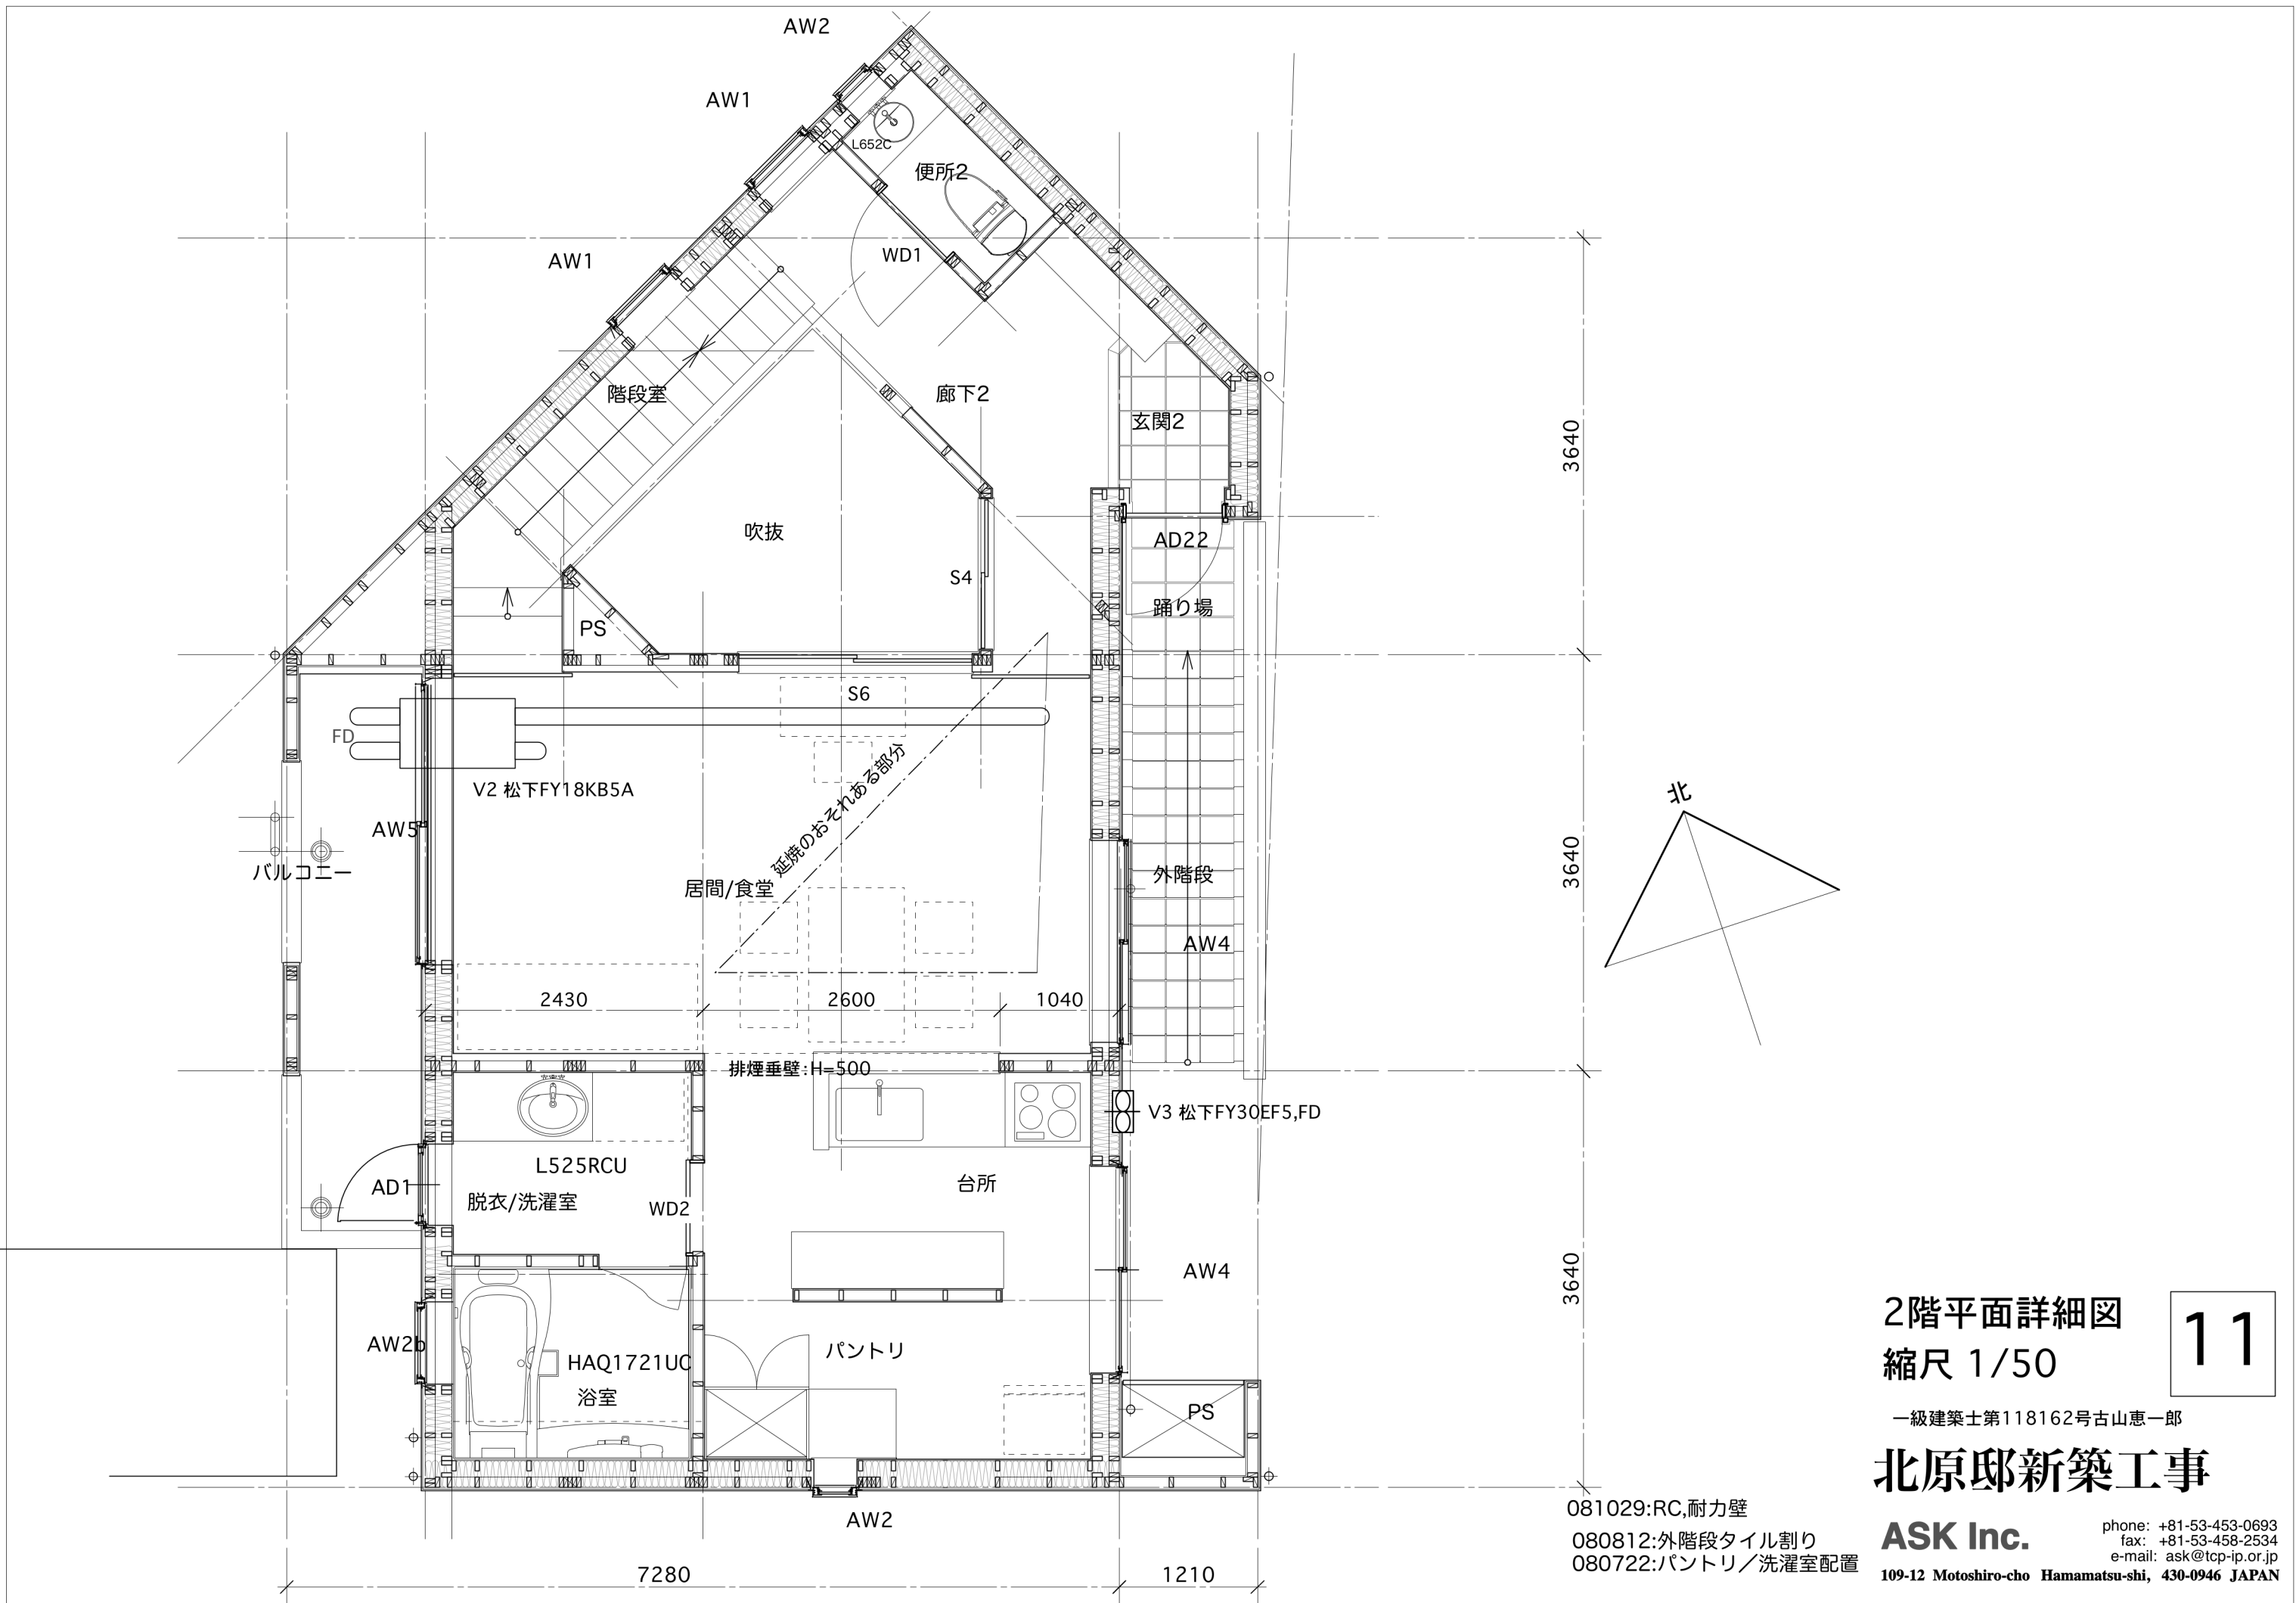 AW2
AW1
L652C
便所2
AW1
WD1
階段室
廊下2
玄関2
3640
吹抜
AD22
S4
踊り場
PS
S6
FD
V2 松下FY18KB5A
延焼のおそれある部分
AW5
バルコニー
居間/食堂
外階段
3640
北
AW4
2430
2600
1040
排煙垂壁:H=500
V3 松下FY30EF5,FD
L525RCU
AD1
脱衣/洗濯室
WD2
台所
AW4
3640
AW2b
HAQ1721UC
浴室
パントリ
PS
AW2
7280
1210
2階平面詳細図
縮尺 1/50
11
一級建築士第118162号古山恵一郎
北原邸新築工事
081029:RC,耐力壁
080812:外階段タイル割り
080722:パントリ／洗濯室配置
ASK Inc.
phone: +81-53-453-0693
fax: +81-53-458-2534
e-mail: ask@tcp-ip.or.jp
109-12 Motoshiro-cho Hamamatsu-shi, 430-0946 JAPAN